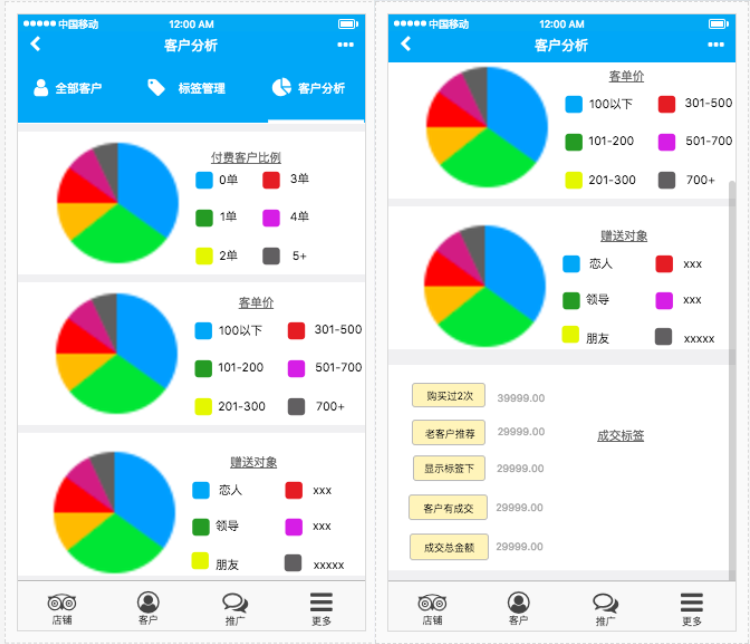 中国移动 12:00 AM
客户分析
全部客户 标签管理 客户分析
付费客户比例
0单 3单
1单 4单
2单 5+
客单价
100以下 301-500
101-200 501-700
201-300 700+
赠送对象
恋人 xxx
领导 xxx
朋友 xxxxx
店铺 客户 推广 更多
中国移动 12:00 AM
客户分析
客单价
100以下 301-500
101-200 501-700
201-300 700+
赠送对象
恋人 xxx
领导 xxx
朋友 xxxxx
购买过2次 39999.00
老客户推荐 29999.00
成交标签
显示标签下 29999.00
客户有成交 29999.00
成交总金额 29999.00
店铺 客户 推广 更多